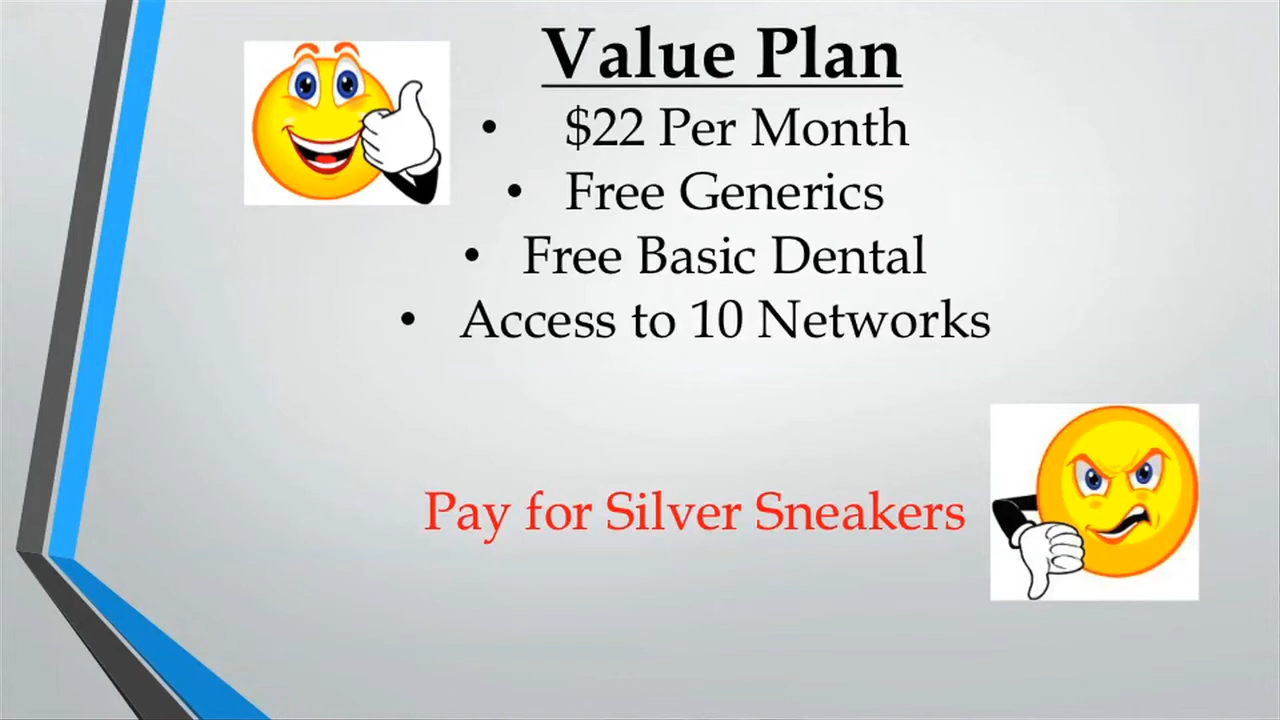 Value Plan
• $22 Per Month
• Free Generics
• Free Basic Dental
• Access to 10 Networks
Pay for Silver Sneakers